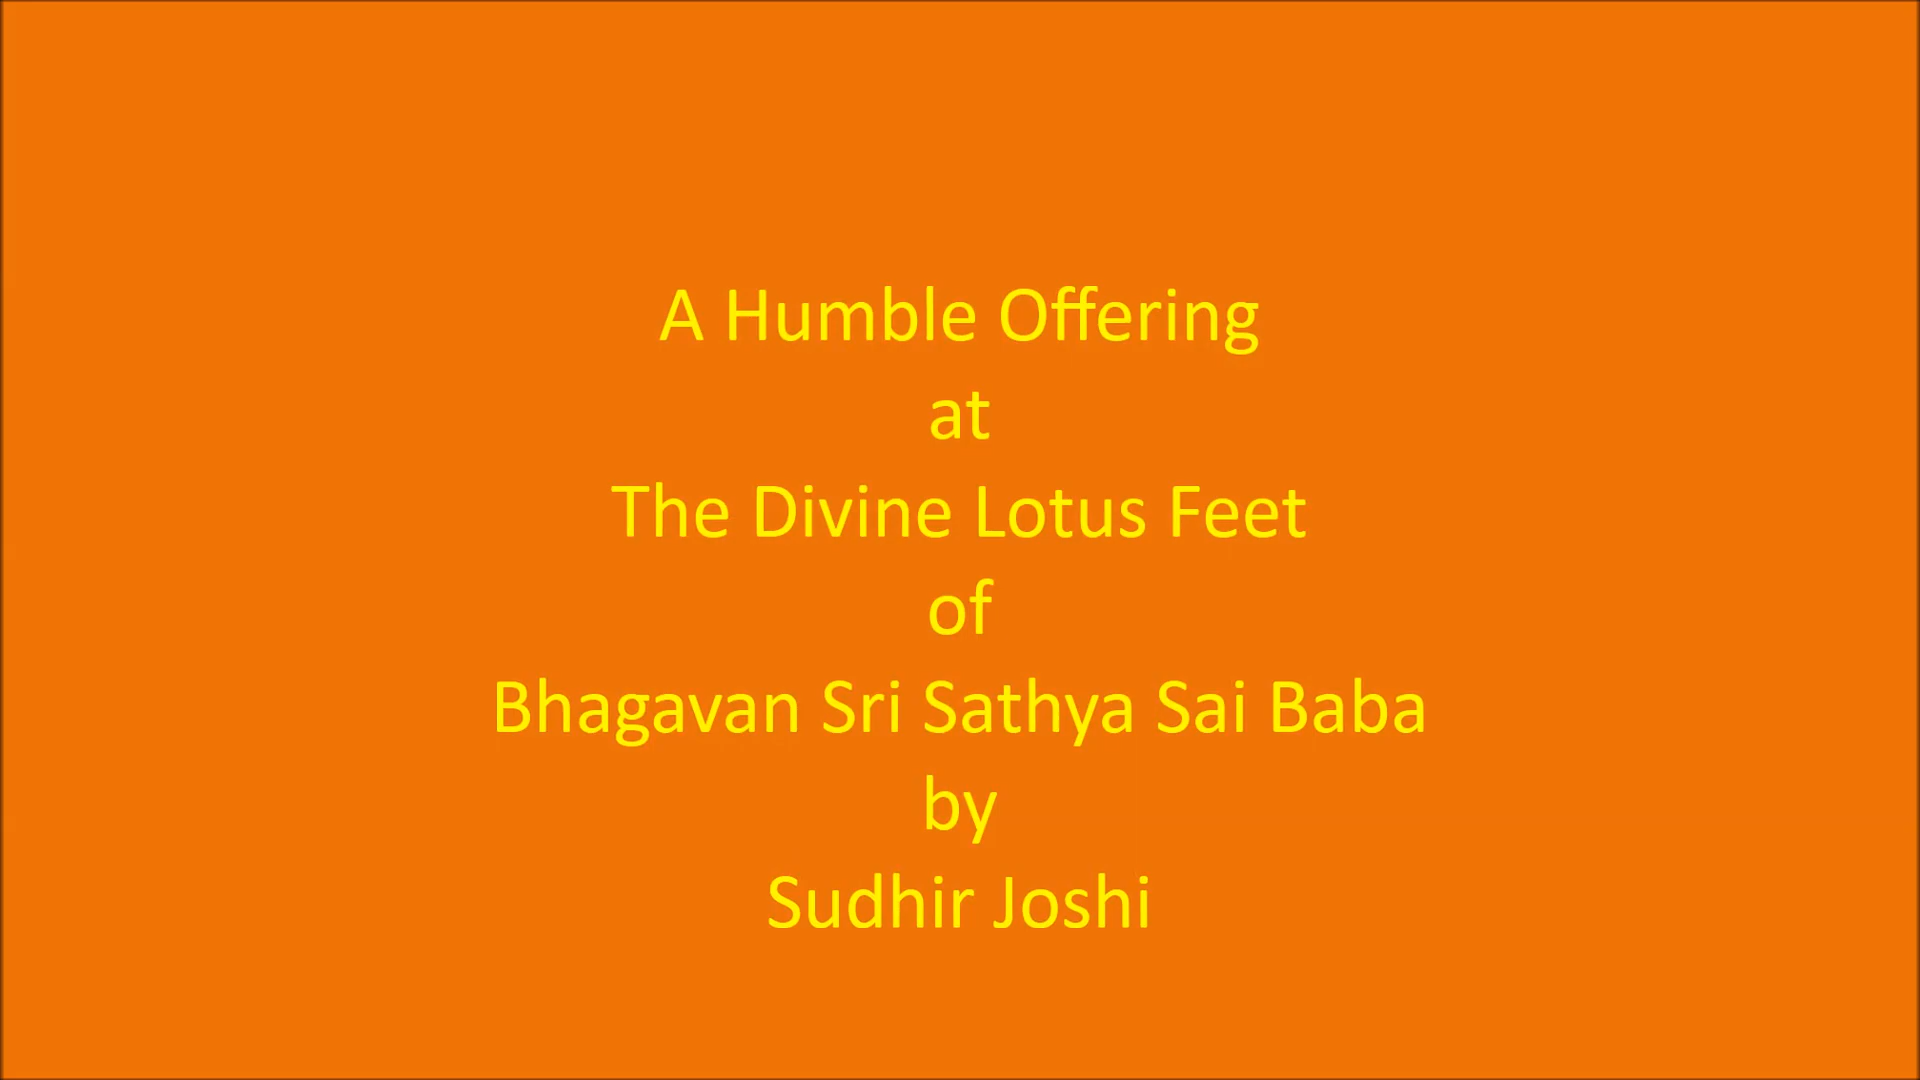 A Humble Offering
at
The Divine Lotus Feet
of
Bhagavan Sri Sathya Sai Baba
by
Sudhir Joshi